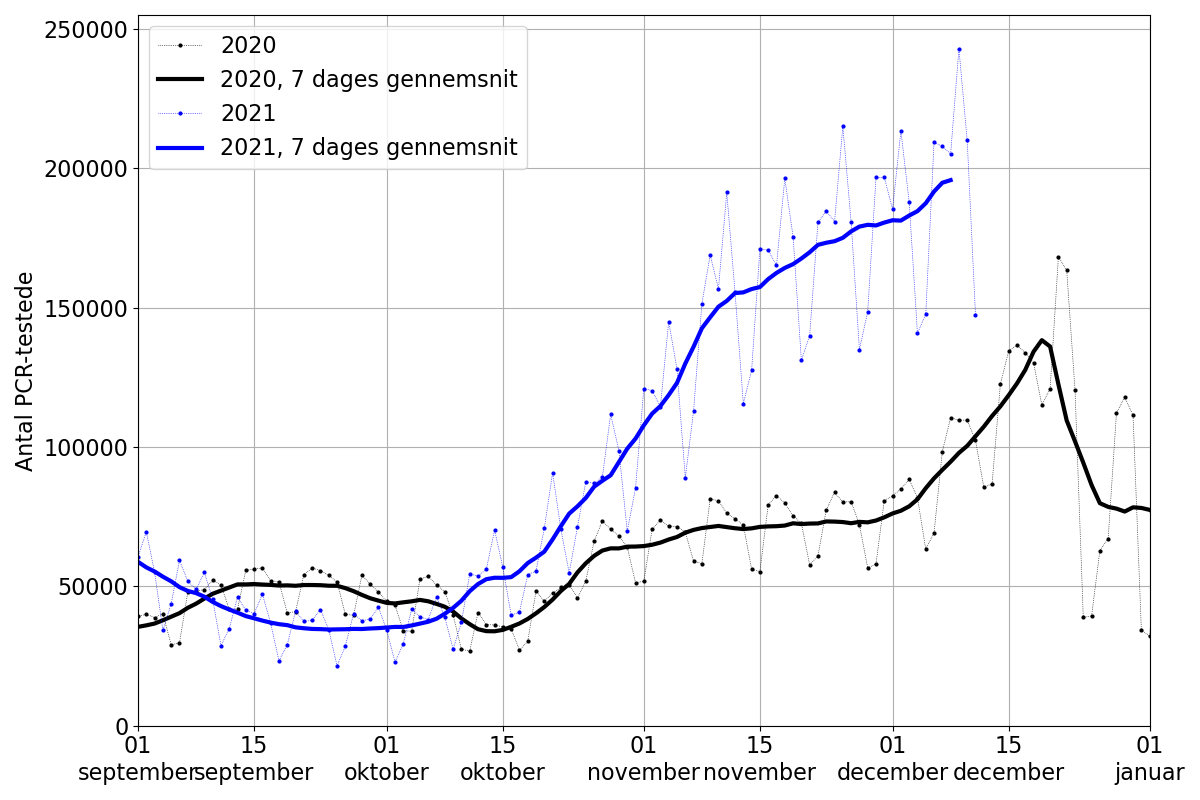 250000
200000
150000
100000
50000
0
Antal PCR-testede
2020
2020, 7 dages gennemsnit
2021
2021, 7 dages gennemsnit
01 15 01 15 01 15 01 15 01
september september oktober oktober november november december december januar